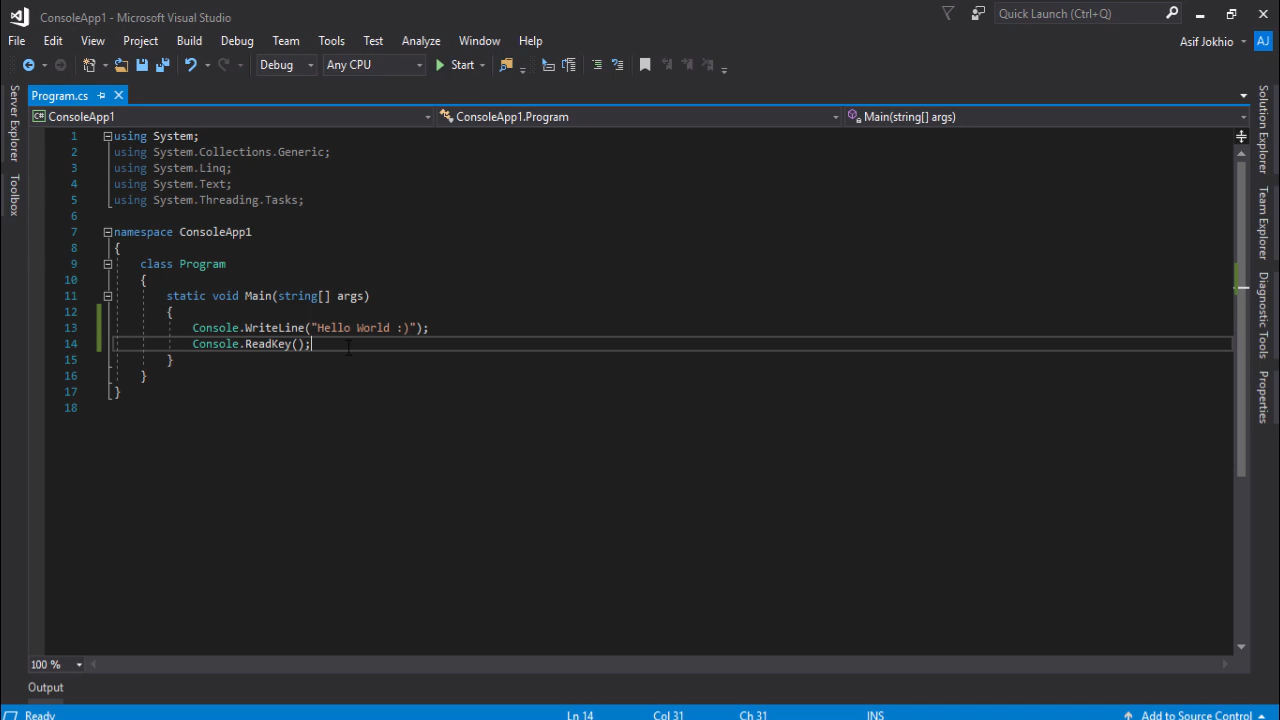 ConsoleApp1 - Microsoft Visual Studio
Quick Launch (Ctrl+Q)
File Edit View Project Build Debug Team Tools Test Analyze Window Help
Asif Jokhio AJ
Debug Any CPU Start
Program.cs
C# ConsoleApp1 ConsoleApp1.Program Main(string[] args)
1 using System;
2 using System.Collections.Generic;
3 using System.Linq;
4 using System.Text;
5 using System.Threading.Tasks;
6
7 namespace ConsoleApp1
8 {
9 class Program
10 {
11 static void Main(string[] args)
12 {
13 Console.WriteLine("Hello World :)");
14 Console.ReadKey();
15 }
16 }
17 }
18
Server Explorer
Toolbox
Solution Explorer
Team Explorer
Diagnostic Tools
Properties
100 %
Output
Ready Ln 14 Col 31 Ch 31 INS Add to Source Control